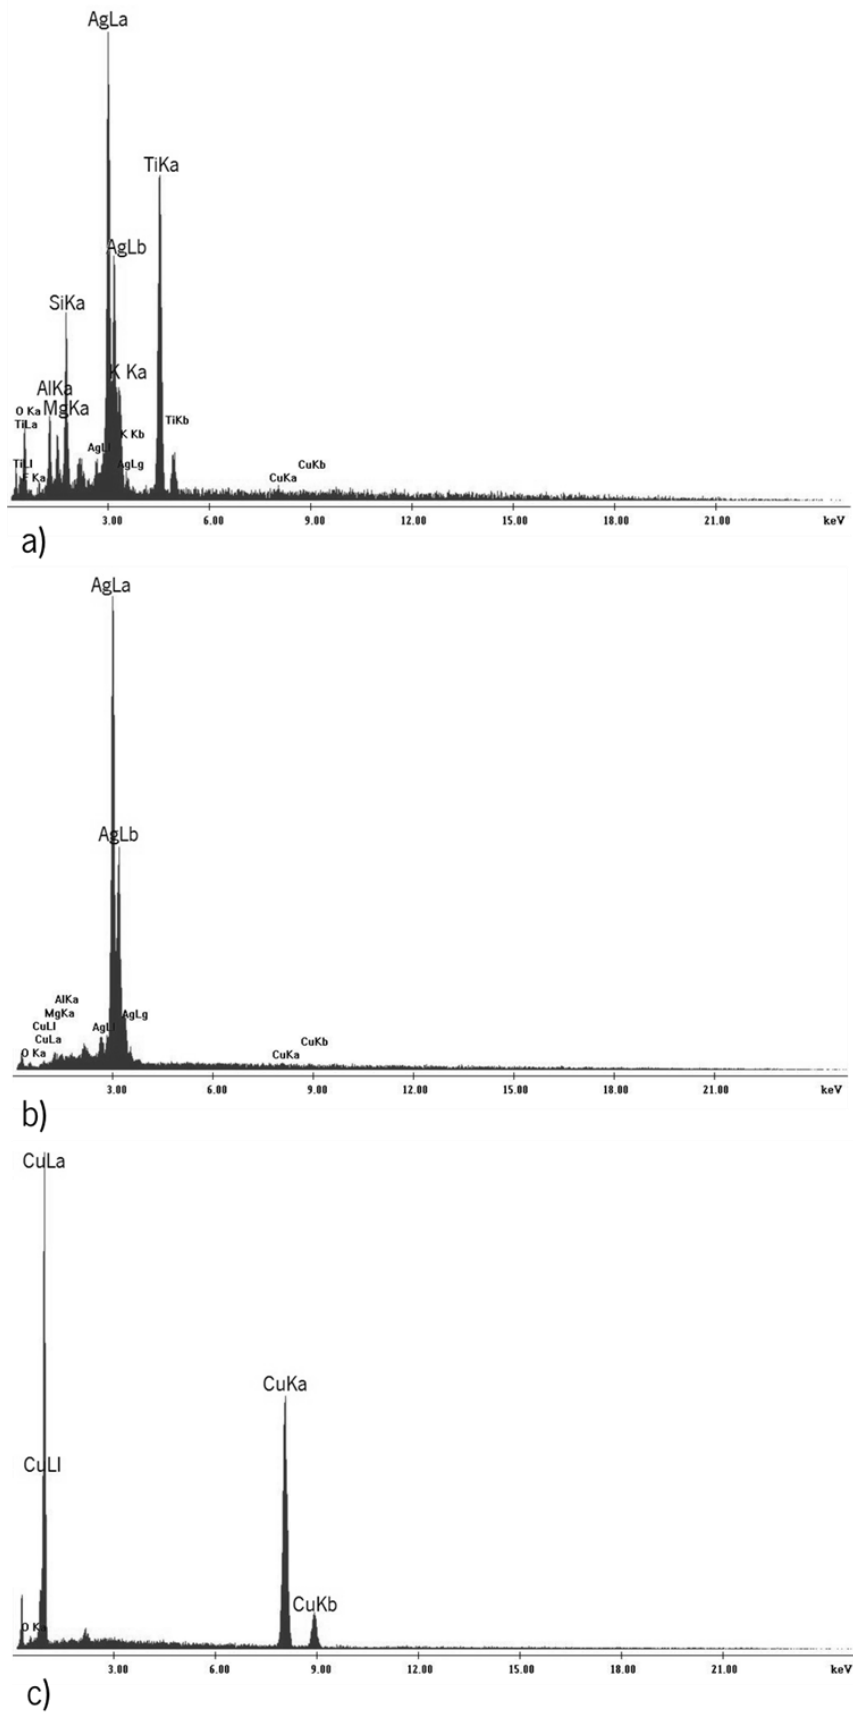 AgLa
TiKa
AgLb
SiKa
K Ka
AlKa
MgKa
O Ka
TiLa
TiKb
K Kb
AgLl
TiLl
AgLg
F Ka
CuKb
CuKa
3.00 6.00 9.00 12.00 15.00 18.00 21.00 keV
a)
AgLa
AgLb
AlKa
MgKa
AgLg
CuLl
AgLl
CuLa
CuKb
O Ka
CuKa
3.00 6.00 9.00 12.00 15.00 18.00 21.00 keV
b)
CuLa
CuKa
CuLl
CuKb
O Ka
3.00 6.00 9.00 12.00 15.00 18.00 21.00 keV
c)